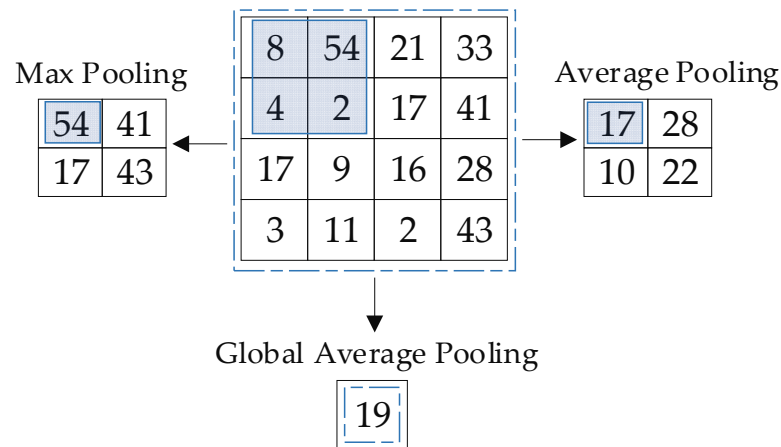 8 54 21 33
Max Pooling
Average Pooling
4 2 17 41
54 41
17 28
17 9 16 28
17 43
10 22
3 11 2 43
Global Average Pooling
19